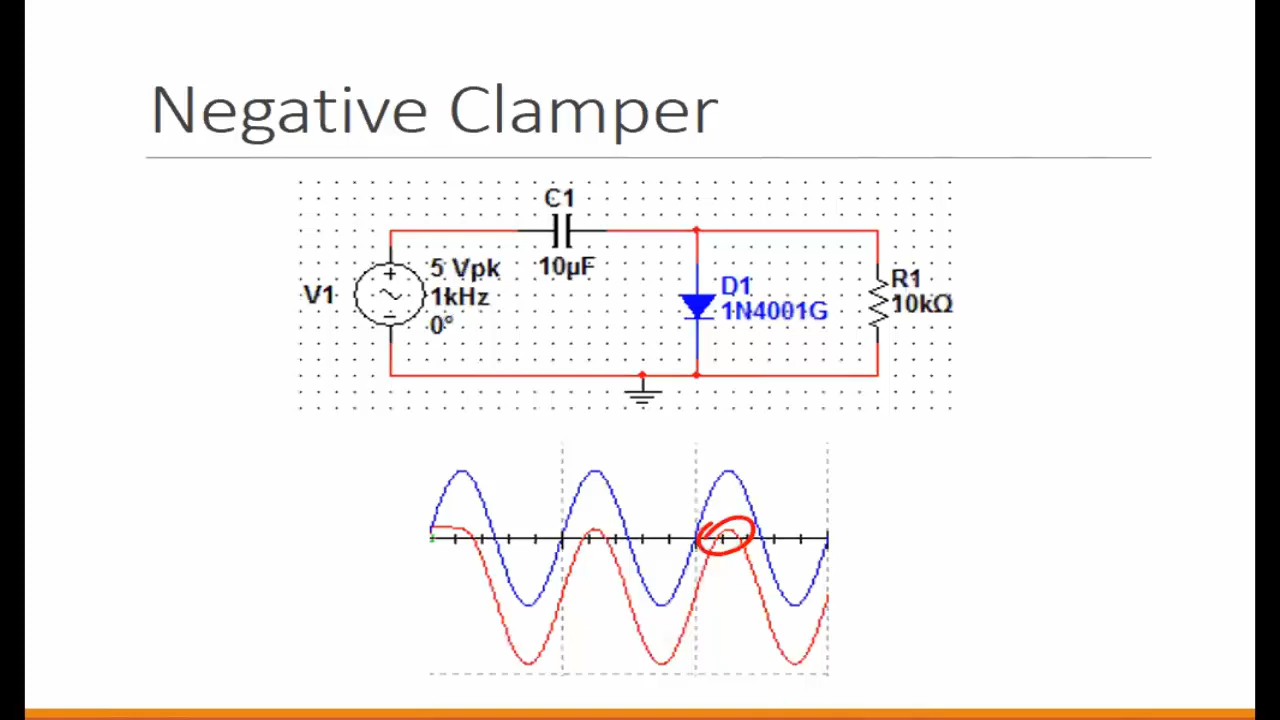 Negative Clamper
C1
10µF
V1
5 Vpk
1kHz
0°
D1
1N4001G
R1
10kΩ